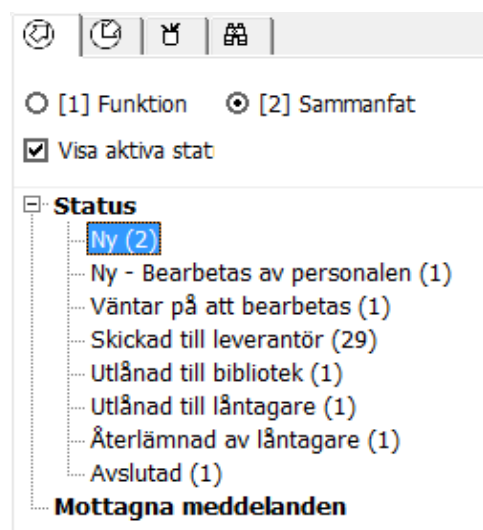 [1] Funktion [2] Sammanfat
Visa aktiva stat
Status
Ny (2)
Ny - Bearbetas av personalen (1)
Väntar på att bearbetas (1)
Skickad till leverantör (29)
Utlånad till bibliotek (1)
Utlånad till låntagare (1)
Återlämnad av låntagare (1)
Avslutad (1)
Mottagna meddelanden